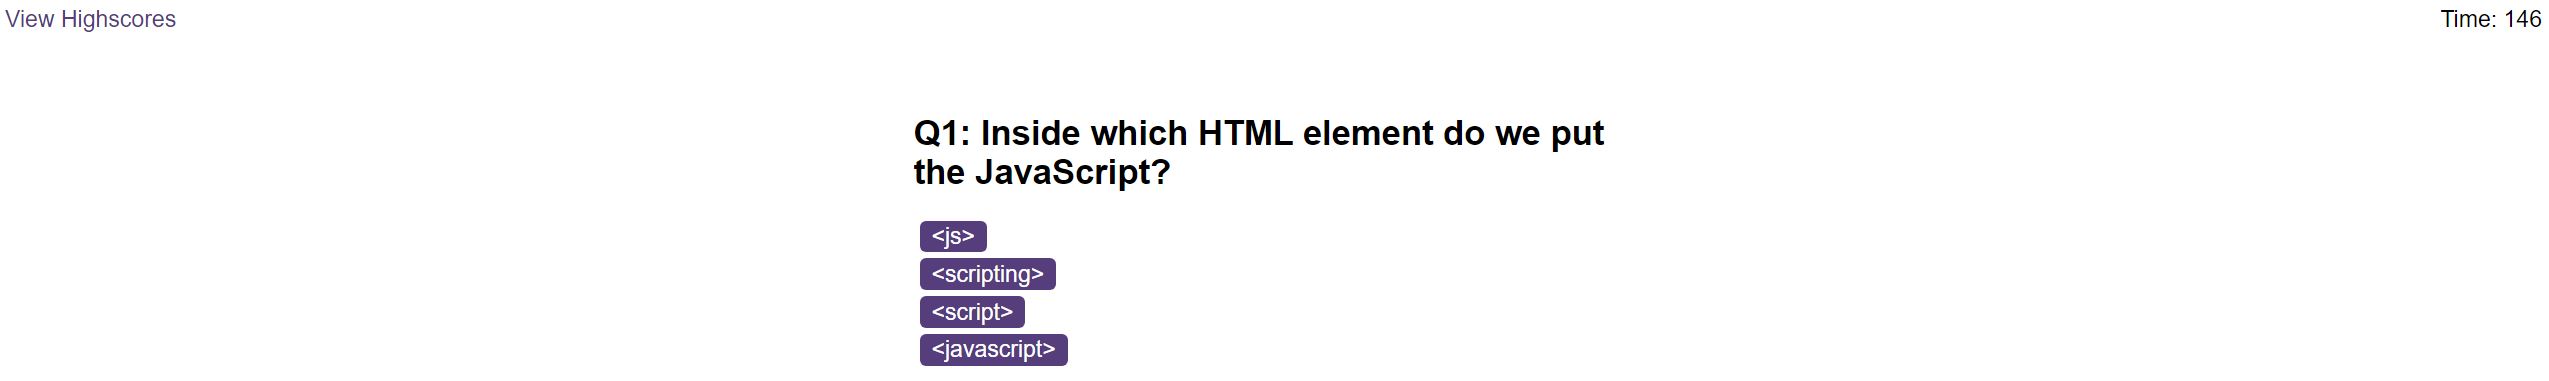 View Highscores
Time: 146
Q1: Inside which HTML element do we put
the JavaScript?
<js>
<scripting>
<script>
<javascript>